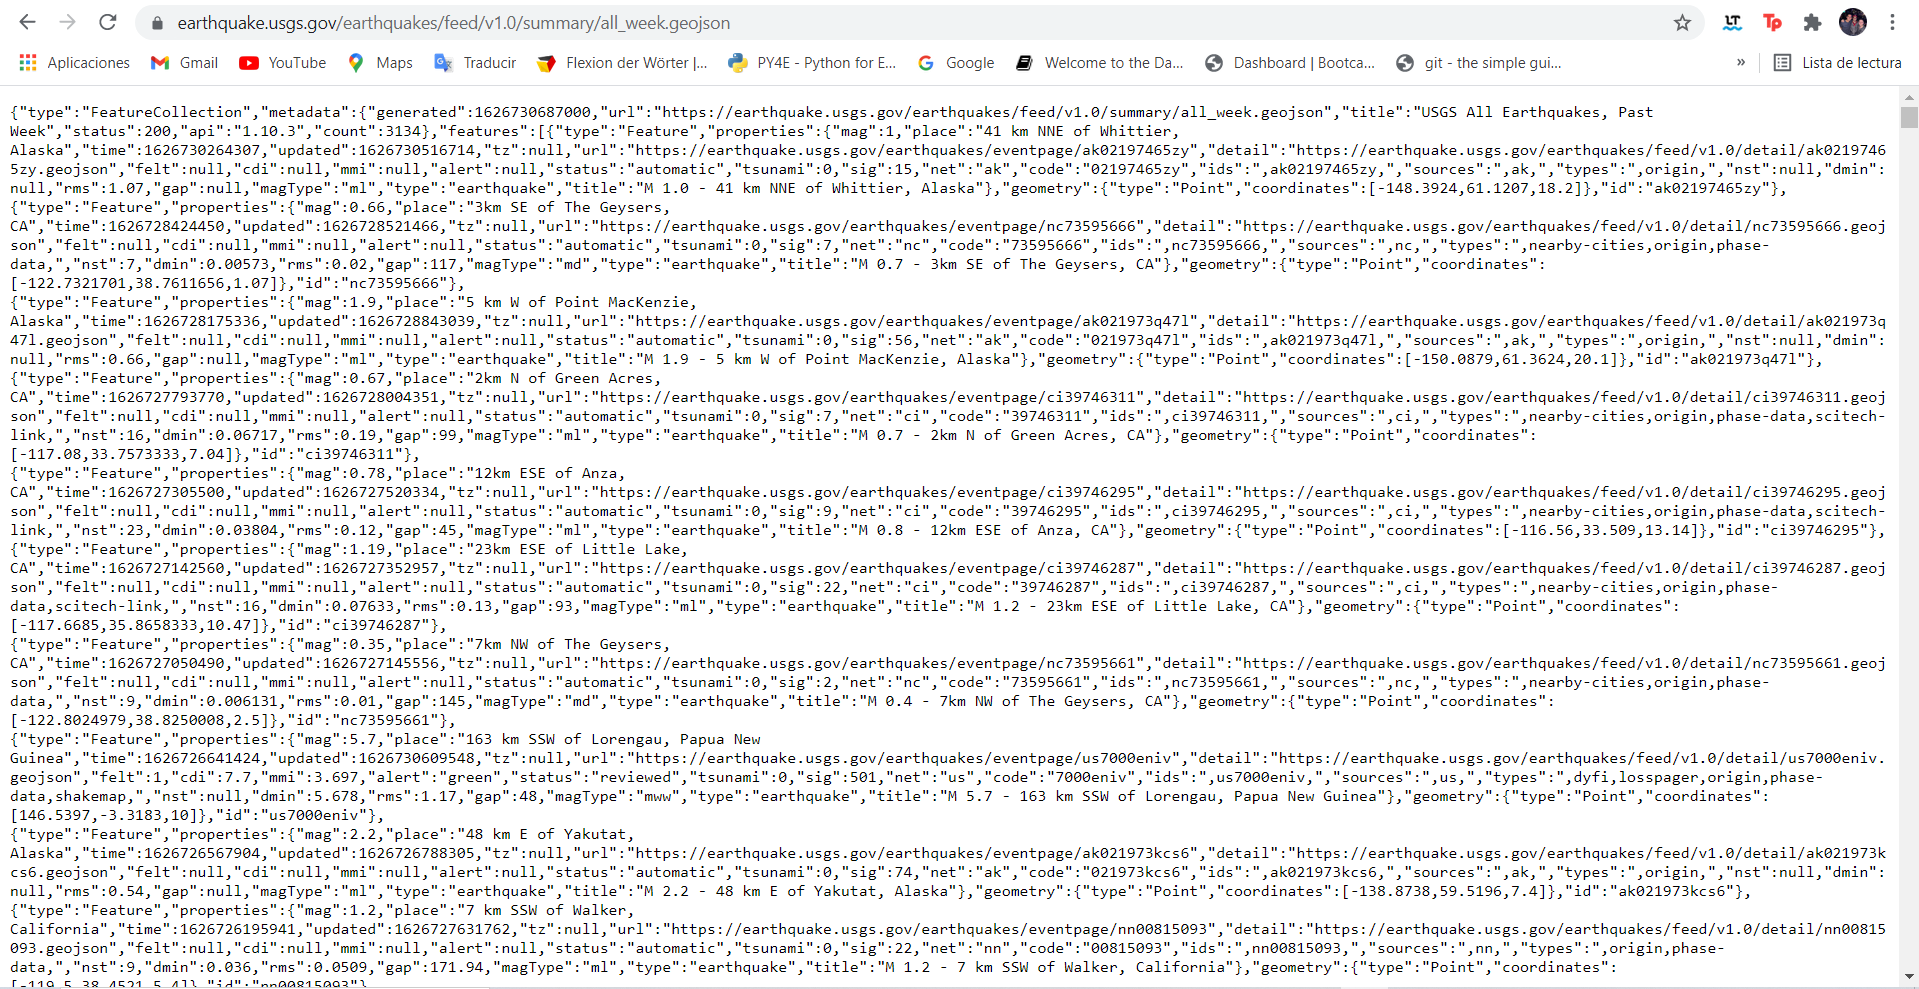 earthquake.usgs.gov/earthquakes/feed/v1.0/summary/all_week.geojson
LT
Tp
Aplicaciones
Gmail
YouTube
Maps
Traducir
Flexion der Wörter |...
PY4E - Python for E...
Google
Welcome to the Da...
Dashboard | Bootca...
git - the simple gui...
»
Lista de lectura
{"type":"FeatureCollection","metadata":{"generated":1626730687000,"url":"https://earthquake.usgs.gov/earthquakes/feed/v1.0/summary/all_week.geojson","title":"USGS All Earthquakes, Past
Week","status":200,"api":"1.10.3","count":3134},"features":[{"type":"Feature","properties":{"mag":1,"place":"41 km NNE of Whittier,
Alaska","time":1626730264307,"updated":1626730516714,"tz":null,"url":"https://earthquake.usgs.gov/earthquakes/eventpage/ak02197465zy","detail":"https://earthquake.usgs.gov/earthquakes/feed/v1.0/detail/ak0219746
5zy.geojson","felt":null,"cdi":null,"mmi":null,"alert":null,"status":"automatic","tsunami":0,"sig":15,"net":"ak","code":"02197465zy","ids":",ak02197465zy,","sources":",ak,","types":",origin,","nst":null,"dmin":
null,"rms":1.07,"gap":null,"magType":"ml","type":"earthquake","title":"M 1.0 - 41 km NNE of Whittier, Alaska"},"geometry":{"type":"Point","coordinates":[-148.3924,61.1207,18.2]},"id":"ak02197465zy"},
{"type":"Feature","properties":{"mag":0.66,"place":"3km SE of The Geysers,
CA","time":1626728424450,"updated":1626728521466,"tz":null,"url":"https://earthquake.usgs.gov/earthquakes/eventpage/nc73595666","detail":"https://earthquake.usgs.gov/earthquakes/feed/v1.0/detail/nc73595666.geoj
son","felt":null,"cdi":null,"mmi":null,"alert":null,"status":"automatic","tsunami":0,"sig":7,"net":"nc","code":"73595666","ids":",nc73595666,","sources":",nc,","types":",nearby-cities,origin,phase-
data,","nst":7,"dmin":0.00573,"rms":0.02,"gap":117,"magType":"md","type":"earthquake","title":"M 0.7 - 3km SE of The Geysers, CA"},"geometry":{"type":"Point","coordinates":
[-122.7321701,38.7611656,1.07]},"id":"nc73595666"},
{"type":"Feature","properties":{"mag":1.9,"place":"5 km W of Point MacKenzie,
Alaska","time":1626728175336,"updated":1626728843039,"tz":null,"url":"https://earthquake.usgs.gov/earthquakes/eventpage/ak021973q47l","detail":"https://earthquake.usgs.gov/earthquakes/feed/v1.0/detail/ak021973q
47l.geojson","felt":null,"cdi":null,"mmi":null,"alert":null,"status":"automatic","tsunami":0,"sig":56,"net":"ak","code":"021973q47l","ids":",ak021973q47l,","sources":",ak,","types":",origin,","nst":null,"dmin":
null,"rms":0.66,"gap":null,"magType":"ml","type":"earthquake","title":"M 1.9 - 5 km W of Point MacKenzie, Alaska"},"geometry":{"type":"Point","coordinates":[-150.0879,61.3624,20.1]},"id":"ak021973q47l"},
{"type":"Feature","properties":{"mag":0.67,"place":"2km N of Green Acres,
CA","time":1626727793770,"updated":1626728004351,"tz":null,"url":"https://earthquake.usgs.gov/earthquakes/eventpage/ci39746311","detail":"https://earthquake.usgs.gov/earthquakes/feed/v1.0/detail/ci39746311.geoj
son","felt":null,"cdi":null,"mmi":null,"alert":null,"status":"automatic","tsunami":0,"sig":7,"net":"ci","code":"39746311","ids":",ci39746311,","sources":",ci,","types":",nearby-cities,origin,phase-data,scitech-
link,","nst":16,"dmin":0.06717,"rms":0.19,"gap":99,"magType":"ml","type":"earthquake","title":"M 0.7 - 2km N of Green Acres, CA"},"geometry":{"type":"Point","coordinates":
[-117.08,33.7573333,7.04]},"id":"ci39746311"},
{"type":"Feature","properties":{"mag":0.78,"place":"12km ESE of Anza,
CA","time":1626727305500,"updated":1626727520334,"tz":null,"url":"https://earthquake.usgs.gov/earthquakes/eventpage/ci39746295","detail":"https://earthquake.usgs.gov/earthquakes/feed/v1.0/detail/ci39746295.geoj
son","felt":null,"cdi":null,"mmi":null,"alert":null,"status":"automatic","tsunami":0,"sig":9,"net":"ci","code":"39746295","ids":",ci39746295,","sources":",ci,","types":",nearby-cities,origin,phase-data,scitech-
link,","nst":23,"dmin":0.03804,"rms":0.12,"gap":45,"magType":"ml","type":"earthquake","title":"M 0.8 - 12km ESE of Anza, CA"},"geometry":{"type":"Point","coordinates":[-116.56,33.509,13.14]},"id":"ci39746295"},
{"type":"Feature","properties":{"mag":1.19,"place":"23km ESE of Little Lake,
CA","time":1626727142560,"updated":1626727352957,"tz":null,"url":"https://earthquake.usgs.gov/earthquakes/eventpage/ci39746287","detail":"https://earthquake.usgs.gov/earthquakes/feed/v1.0/detail/ci39746287.geoj
son","felt":null,"cdi":null,"mmi":null,"alert":null,"status":"automatic","tsunami":0,"sig":22,"net":"ci","code":"39746287","ids":",ci39746287,","sources":",ci,","types":",nearby-cities,origin,phase-
data,scitech-link,","nst":16,"dmin":0.07633,"rms":0.13,"gap":93,"magType":"ml","type":"earthquake","title":"M 1.2 - 23km ESE of Little Lake, CA"},"geometry":{"type":"Point","coordinates":
[-117.6685,35.8658333,10.47]},"id":"ci39746287"},
{"type":"Feature","properties":{"mag":0.35,"place":"7km NW of The Geysers,
CA","time":1626727050490,"updated":1626727145556,"tz":null,"url":"https://earthquake.usgs.gov/earthquakes/eventpage/nc73595661","detail":"https://earthquake.usgs.gov/earthquakes/feed/v1.0/detail/nc73595661.geoj
son","felt":null,"cdi":null,"mmi":null,"alert":null,"status":"automatic","tsunami":0,"sig":2,"net":"nc","code":"73595661","ids":",nc73595661,","sources":",nc,","types":",nearby-cities,origin,phase-
data,","nst":9,"dmin":0.006131,"rms":0.01,"gap":145,"magType":"md","type":"earthquake","title":"M 0.4 - 7km NW of The Geysers, CA"},"geometry":{"type":"Point","coordinates":
[-122.8024979,38.8250008,2.5]},"id":"nc73595661"},
{"type":"Feature","properties":{"mag":5.7,"place":"163 km SSW of Lorengau, Papua New
Guinea","time":1626726641424,"updated":1626730609548,"tz":null,"url":"https://earthquake.usgs.gov/earthquakes/eventpage/us7000eniv","detail":"https://earthquake.usgs.gov/earthquakes/feed/v1.0/detail/us7000eniv.
geojson","felt":1,"cdi":7.7,"mmi":3.697,"alert":"green","status":"reviewed","tsunami":0,"sig":501,"net":"us","code":"7000eniv","ids":",us7000eniv,","sources":",us,","types":",dyfi,losspager,origin,phase-
data,shakemap,","nst":null,"dmin":5.678,"rms":1.17,"gap":48,"magType":"mww","type":"earthquake","title":"M 5.7 - 163 km SSW of Lorengau, Papua New Guinea"},"geometry":{"type":"Point","coordinates":
[146.5397,-3.3183,10]},"id":"us7000eniv"},
{"type":"Feature","properties":{"mag":2.2,"place":"48 km E of Yakutat,
Alaska","time":1626726567904,"updated":1626726788305,"tz":null,"url":"https://earthquake.usgs.gov/earthquakes/eventpage/ak021973kcs6","detail":"https://earthquake.usgs.gov/earthquakes/feed/v1.0/detail/ak021973k
cs6.geojson","felt":null,"cdi":null,"mmi":null,"alert":null,"status":"automatic","tsunami":0,"sig":74,"net":"ak","code":"021973kcs6","ids":",ak021973kcs6,","sources":",ak,","types":",origin,","nst":null,"dmin":
null,"rms":0.54,"gap":null,"magType":"ml","type":"earthquake","title":"M 2.2 - 48 km E of Yakutat, Alaska"},"geometry":{"type":"Point","coordinates":[-138.8738,59.5196,7.4]},"id":"ak021973kcs6"},
{"type":"Feature","properties":{"mag":1.2,"place":"7 km SSW of Walker,
California","time":1626726195941,"updated":1626727631762,"tz":null,"url":"https://earthquake.usgs.gov/earthquakes/eventpage/nn00815093","detail":"https://earthquake.usgs.gov/earthquakes/feed/v1.0/detail/nn00815
093.geojson","felt":null,"cdi":null,"mmi":null,"alert":null,"status":"automatic","tsunami":0,"sig":22,"net":"nn","code":"00815093","ids":",nn00815093,","sources":",nn,","types":",origin,phase-
data,","nst":9,"dmin":0.036,"rms":0.0509,"gap":171.94,"magType":"ml","type":"earthquake","title":"M 1.2 - 7 km SSW of Walker, California"},"geometry":{"type":"Point","coordinates":
[-119.5,38.4521,5.4]},"id":"nn00815093"},